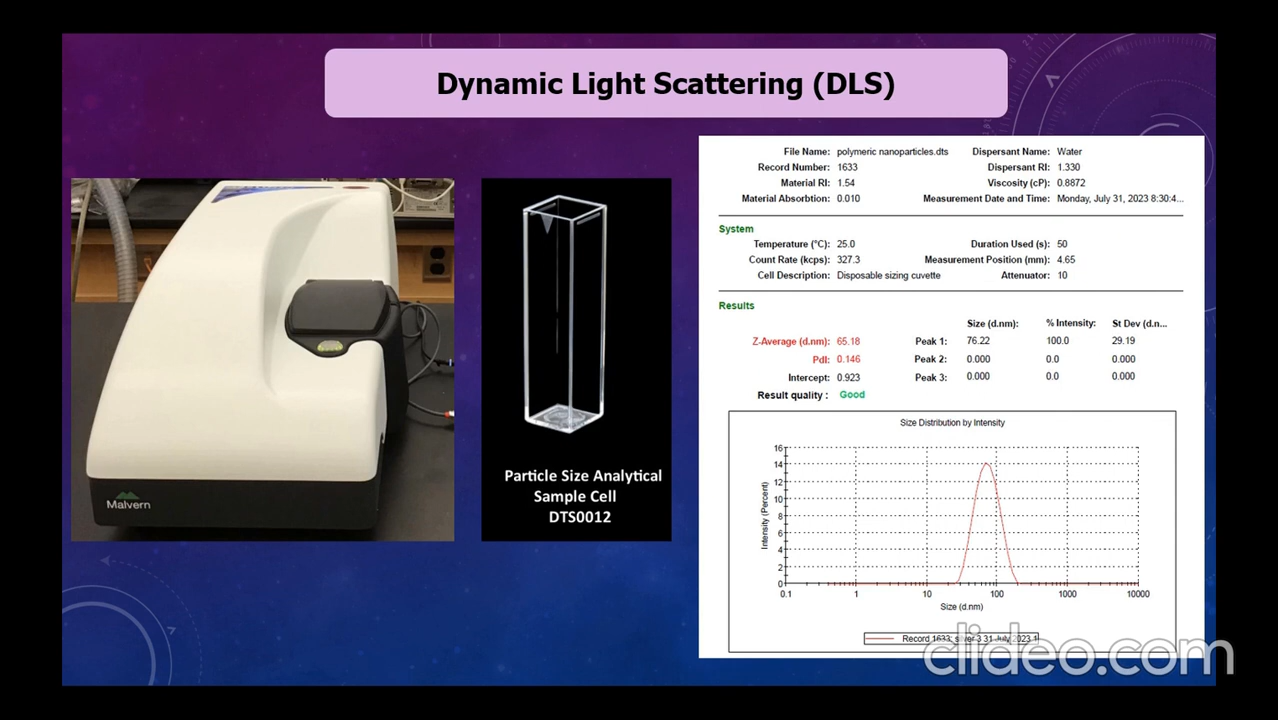 Dynamic Light Scattering (DLS)
Malvern
Particle Size Analytical
Sample Cell
DTS0012
File Name: polymeric nanoparticles.dts Dispersant Name: Water
Record Number: 1633 Dispersant RI: 1.330
Material RI: 1.54 Viscosity (cP): 0.8872
Material Absorbtion: 0.010 Measurement Date and Time: Monday, July 31, 2023 8:30:4...
System
Temperature (°C): 25.0 Duration Used (s): 50
Count Rate (kcps): 327.3 Measurement Position (mm): 4.65
Cell Description: Disposable sizing cuvette Attenuator: 10
Results
Size (d.nm): % Intensity: St Dev (d.n...
Z-Average (d.nm): 65.18 Peak 1: 76.22 100.0 29.19
PdI: 0.146 Peak 2: 0.000 0.0 0.000
Intercept: 0.923 Peak 3: 0.000 0.0 0.000
Result quality : Good
Size Distribution by Intensity
Intensity (Percent)
16
14
12
10
8
6
4
2
0
0.1 1 10 100 1000 10000
Size (d.nm)
Record 1633: silver 3 31 July 2023 1
clideo.com